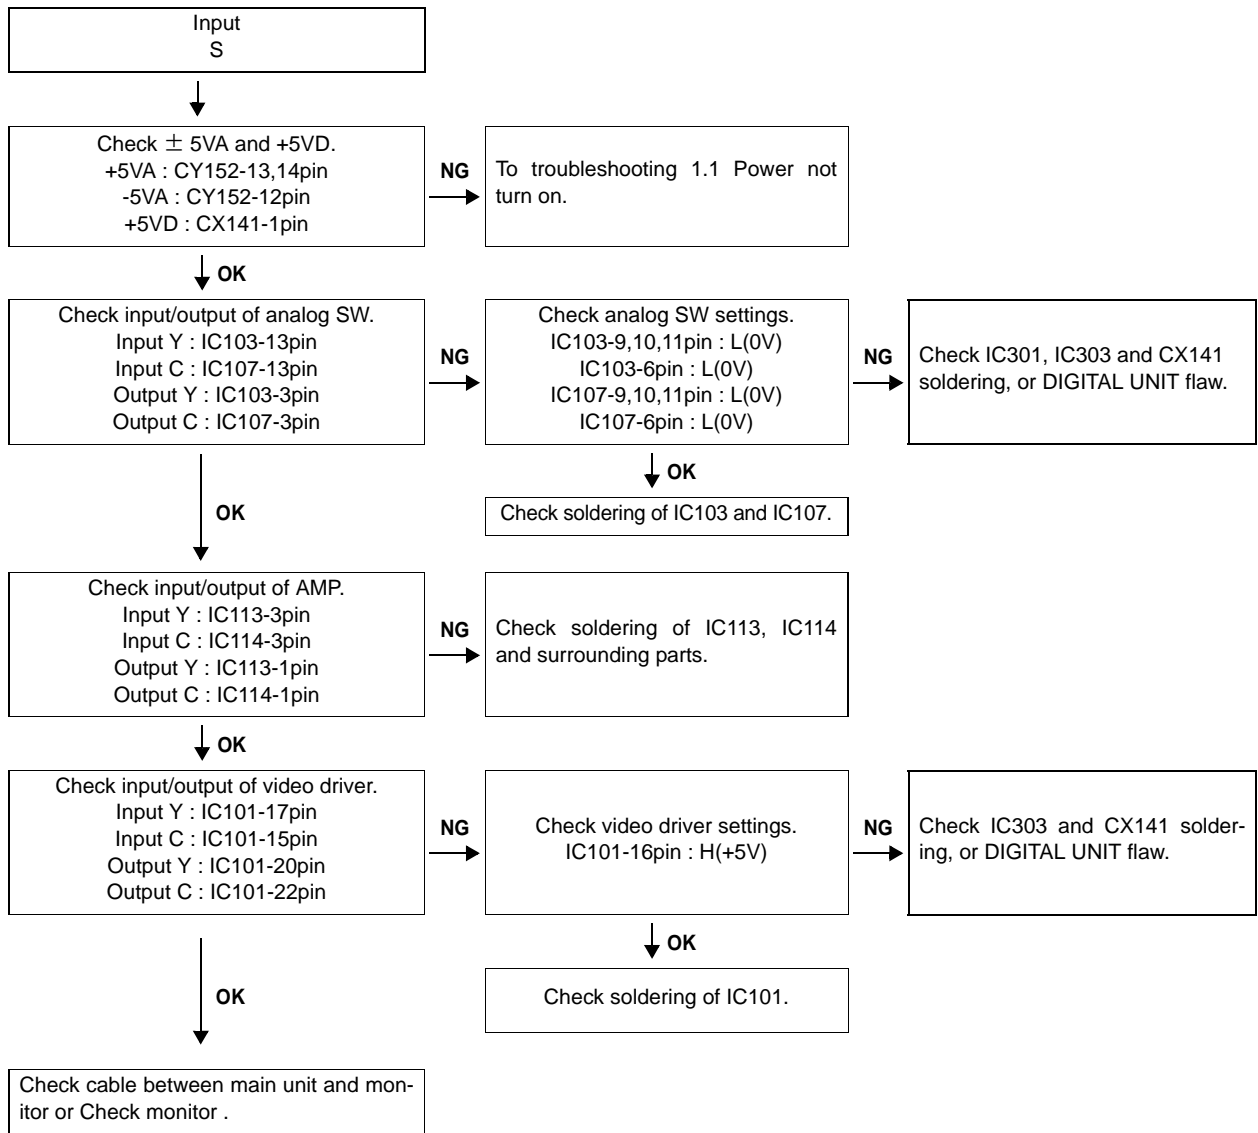 Input
S
Check ± 5VA and +5VD.
+5VA : CY152-13,14pin
-5VA : CY152-12pin
+5VD : CX141-1pin
NG
To troubleshooting 1.1 Power not
turn on.
OK
Check input/output of analog SW.
Input Y : IC103-13pin
Input C : IC107-13pin
Output Y : IC103-3pin
Output C : IC107-3pin
NG
Check analog SW settings.
IC103-9,10,11pin : L(0V)
IC103-6pin : L(0V)
IC107-9,10,11pin : L(0V)
IC107-6pin : L(0V)
NG
Check IC301, IC303 and CX141
soldering, or DIGITAL UNIT flaw.
OK
Check soldering of IC103 and IC107.
OK
Check input/output of AMP.
Input Y : IC113-3pin
Input C : IC114-3pin
Output Y : IC113-1pin
Output C : IC114-1pin
NG
Check soldering of IC113, IC114
and surrounding parts.
OK
Check input/output of video driver.
Input Y : IC101-17pin
Input C : IC101-15pin
Output Y : IC101-20pin
Output C : IC101-22pin
NG
Check video driver settings.
IC101-16pin : H(+5V)
NG
Check IC303 and CX141 solder-
ing, or DIGITAL UNIT flaw.
OK
Check soldering of IC101.
OK
Check cable between main unit and mon-
itor or Check monitor .